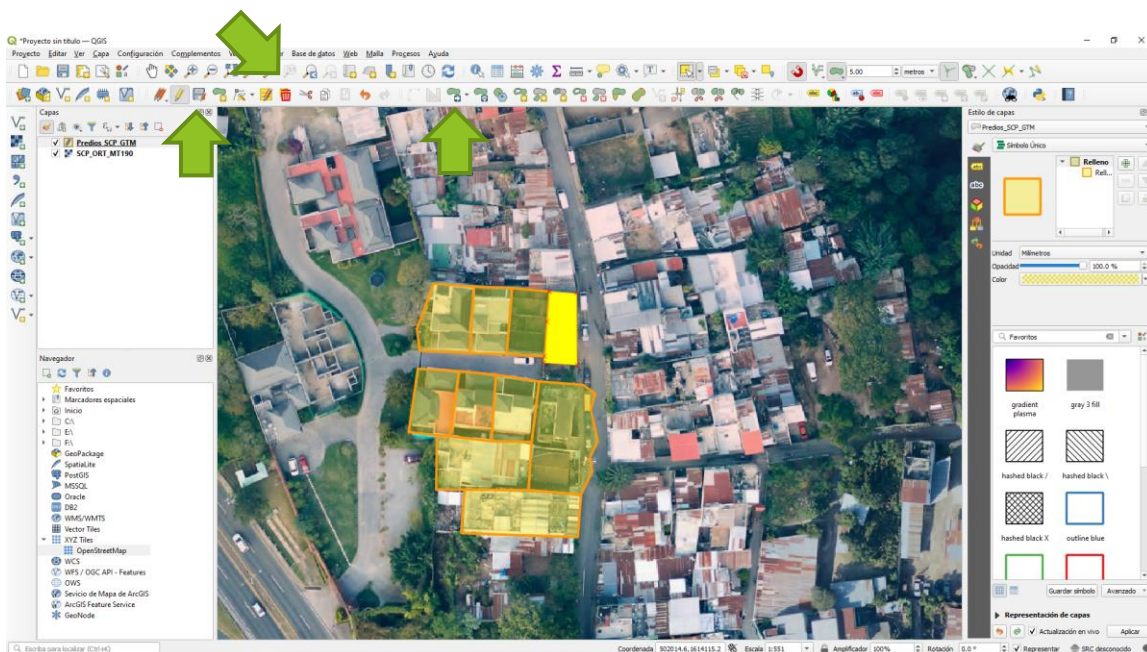 *Proyecto sin título — QGIS
Proyecto Editar Ver Capa Configuración Complementos Base de datos Web Malla Procesos Ayuda
5.00 metros
Capas
Predios_SCP_GTM
SCP_ORT_MT190
Navegador
Favoritos
Marcadores espaciales
Inicio
C:\
E:\
F:\
GeoPackage
SpatiaLite
PostGIS
MSSQL
Oracle
DB2
WMS/WMTS
Vector Tiles
XYZ Tiles
OpenStreetMap
WCS
WFS / OGC API - Features
OWS
Sevicio de Mapa de ArcGIS
ArcGIS Feature Service
GeoNode
Estilo de capas
Predios_SCP_GTM
Símbolo Único
Relleno
Rell...
Unidad Milímetros
Opacidad 100.0 %
Color
Favoritos
gradient plasma
gray 3 fill
hashed black /
hashed black \
hashed black X
outline blue
Guardar símbolo Avanzado
Representación de capas
Actualización en vivo Aplicar
Escriba para localizar (Ctrl+K)
Coordenada 502014.6,1614115.2 Escala 1:551 Amplificador 100% Rotación 0.0 ° Representar SRC desconocido